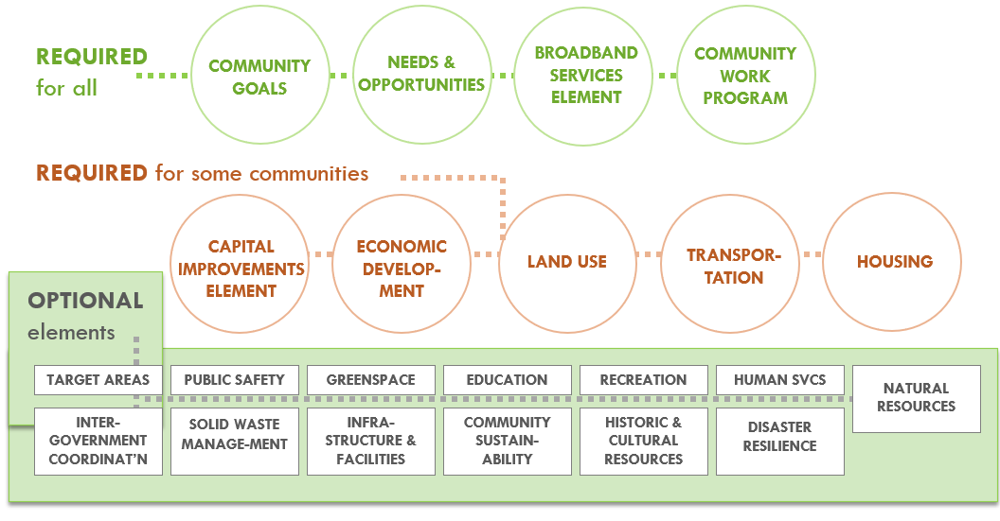 REQUIRED
for all
COMMUNITY
GOALS
NEEDS &
OPPORTUNITIES
BROADBAND
SERVICES
ELEMENT
COMMUNITY
WORK
PROGRAM
REQUIRED for some communities
CAPITAL
IMPROVEMENTS
ELEMENT
ECONOMIC
DEVELOP-
MENT
LAND USE
TRANSPOR-
TATION
HOUSING
OPTIONAL
elements
TARGET AREAS
PUBLIC SAFETY
GREENSPACE
EDUCATION
RECREATION
HUMAN SVCS
NATURAL
RESOURCES
INTER-
GOVERNMENT
COORDINAT'N
SOLID WASTE
MANAGE-MENT
INFRA-
STRUCTURE &
FACILITIES
COMMUNITY
SUSTAIN-
ABILITY
HISTORIC &
CULTURAL
RESOURCES
DISASTER
RESILIENCE